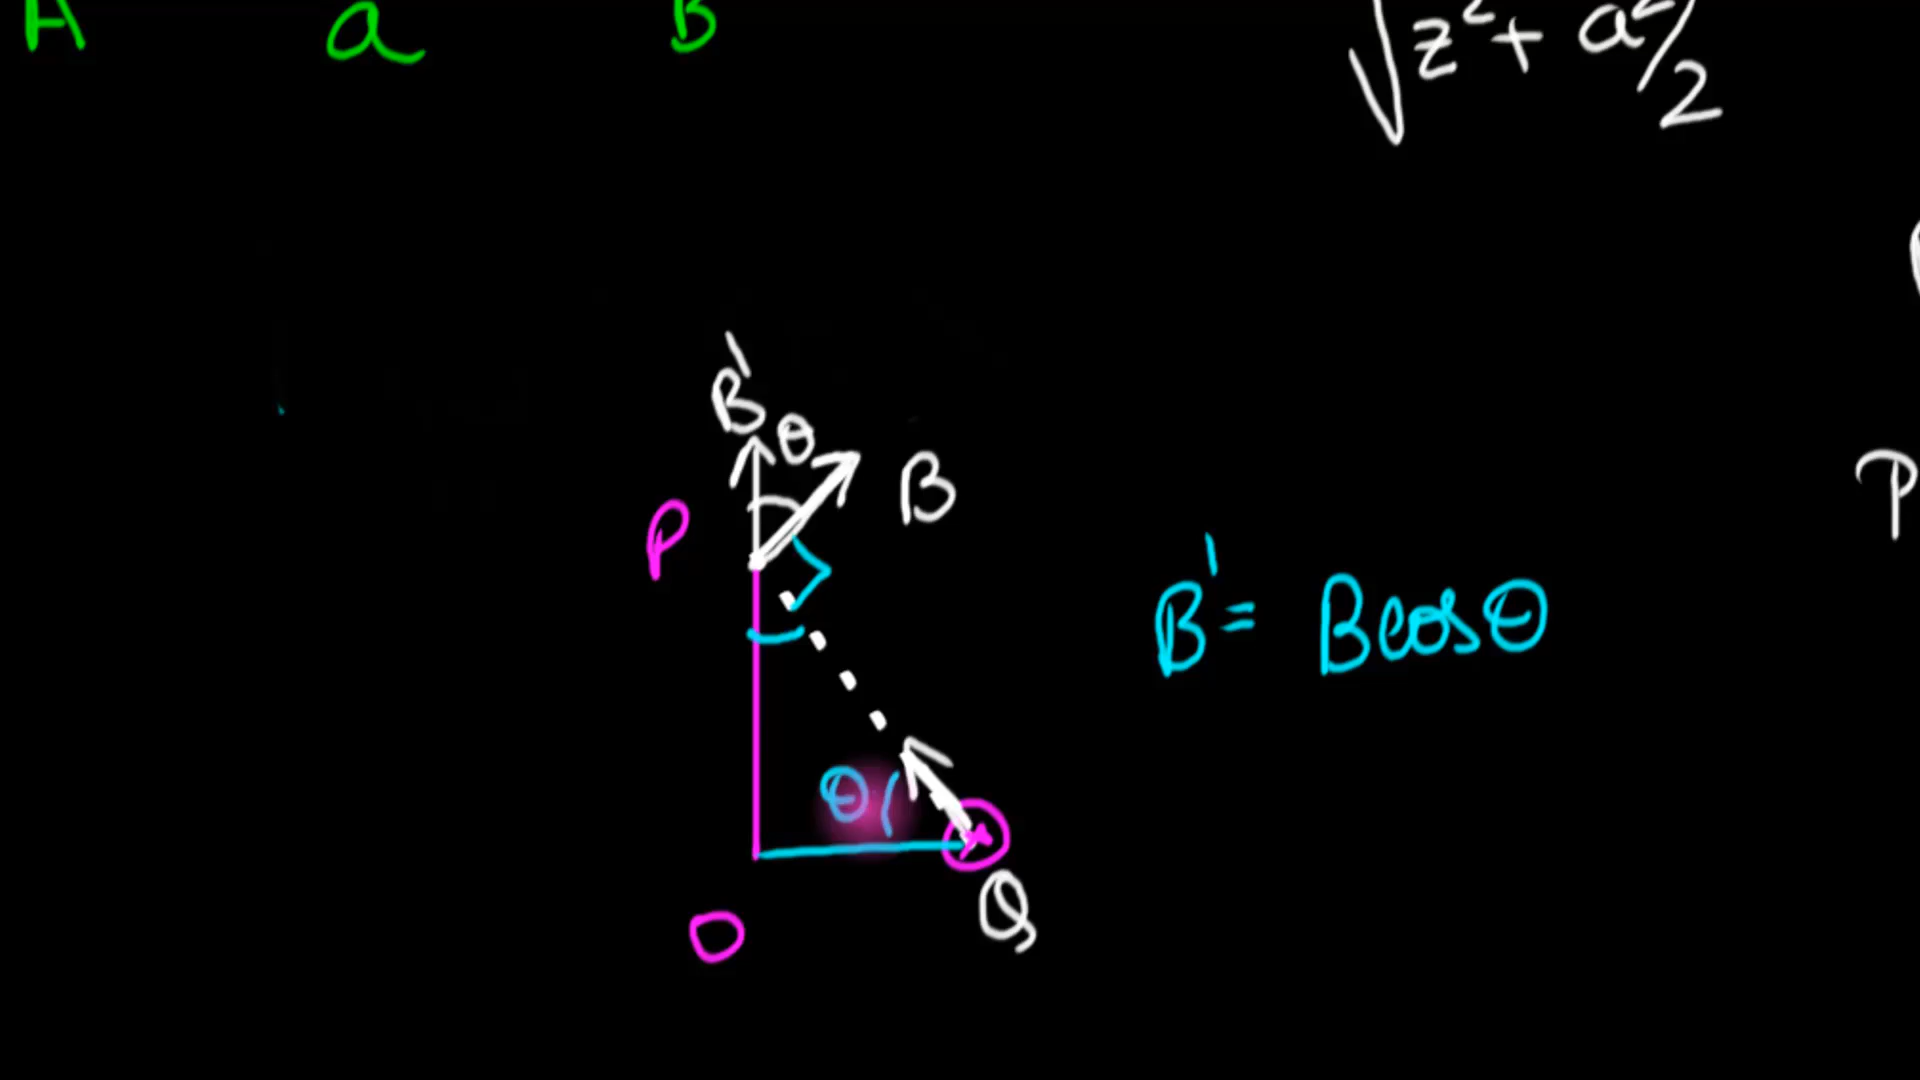 A a B
√z²+a²/2
B'
θ
B
P
P
B' = Bcosθ
θ
Q
O